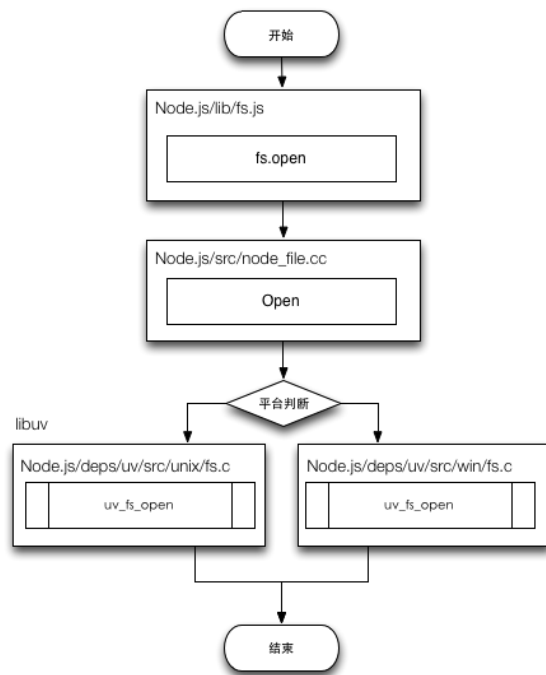 开始
Node.js/lib/fs.js
fs.open
Node.js/src/node_file.cc
Open
平台判断
libuv
Node.js/deps/uv/src/unix/fs.c
uv_fs_open
Node.js/deps/uv/src/win/fs.c
uv_fs_open
结束